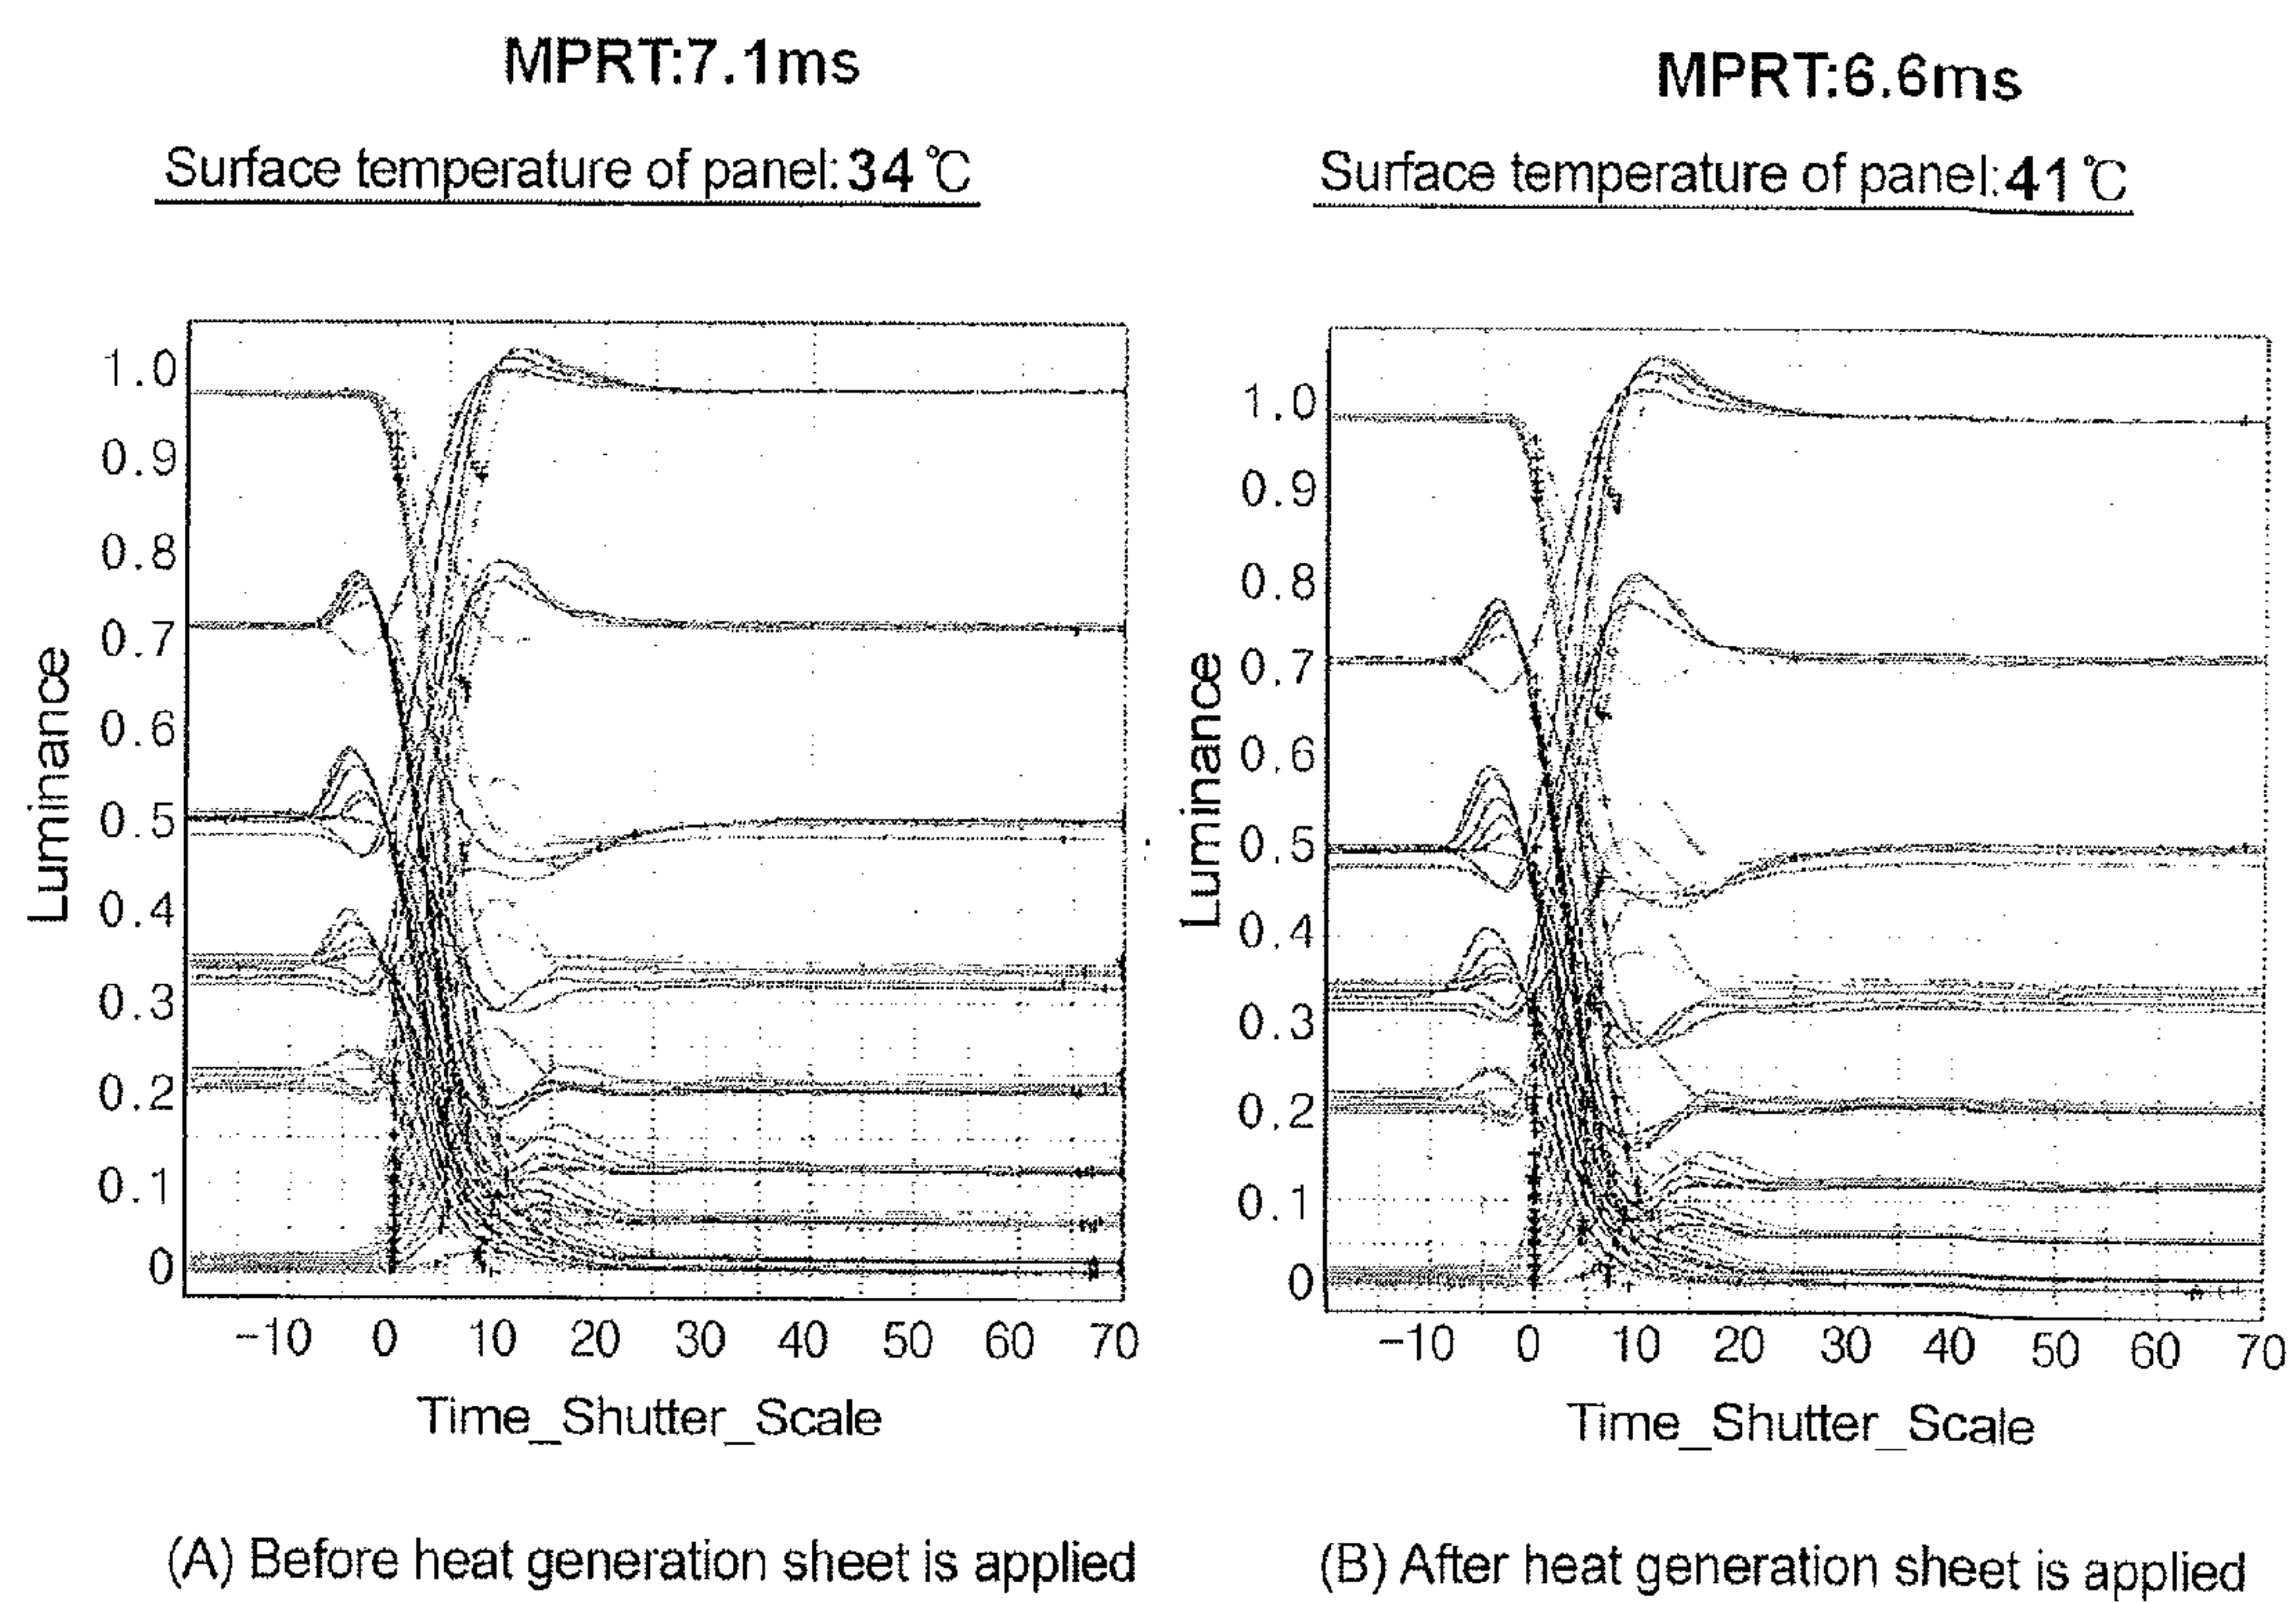 MPRT:7.1ms
Surface temperature of panel:34℃
Luminance
1.0
0.9
0.8
0.7
0.6
0.5
0.4
0.3
0.2
0.1
0
-10 0 10 20 30 40 50 60 70
Time_Shutter_Scale
(A) Before heat generation sheet is applied
MPRT:6.6ms
Surface temperature of panel:41℃
Luminance
1.0
0.9
0.8
0.7
0.6
0.5
0.4
0.3
0.2
0.1
0
-10 0 10 20 30 40 50 60 70
Time_Shutter_Scale
(B) After heat generation sheet is applied